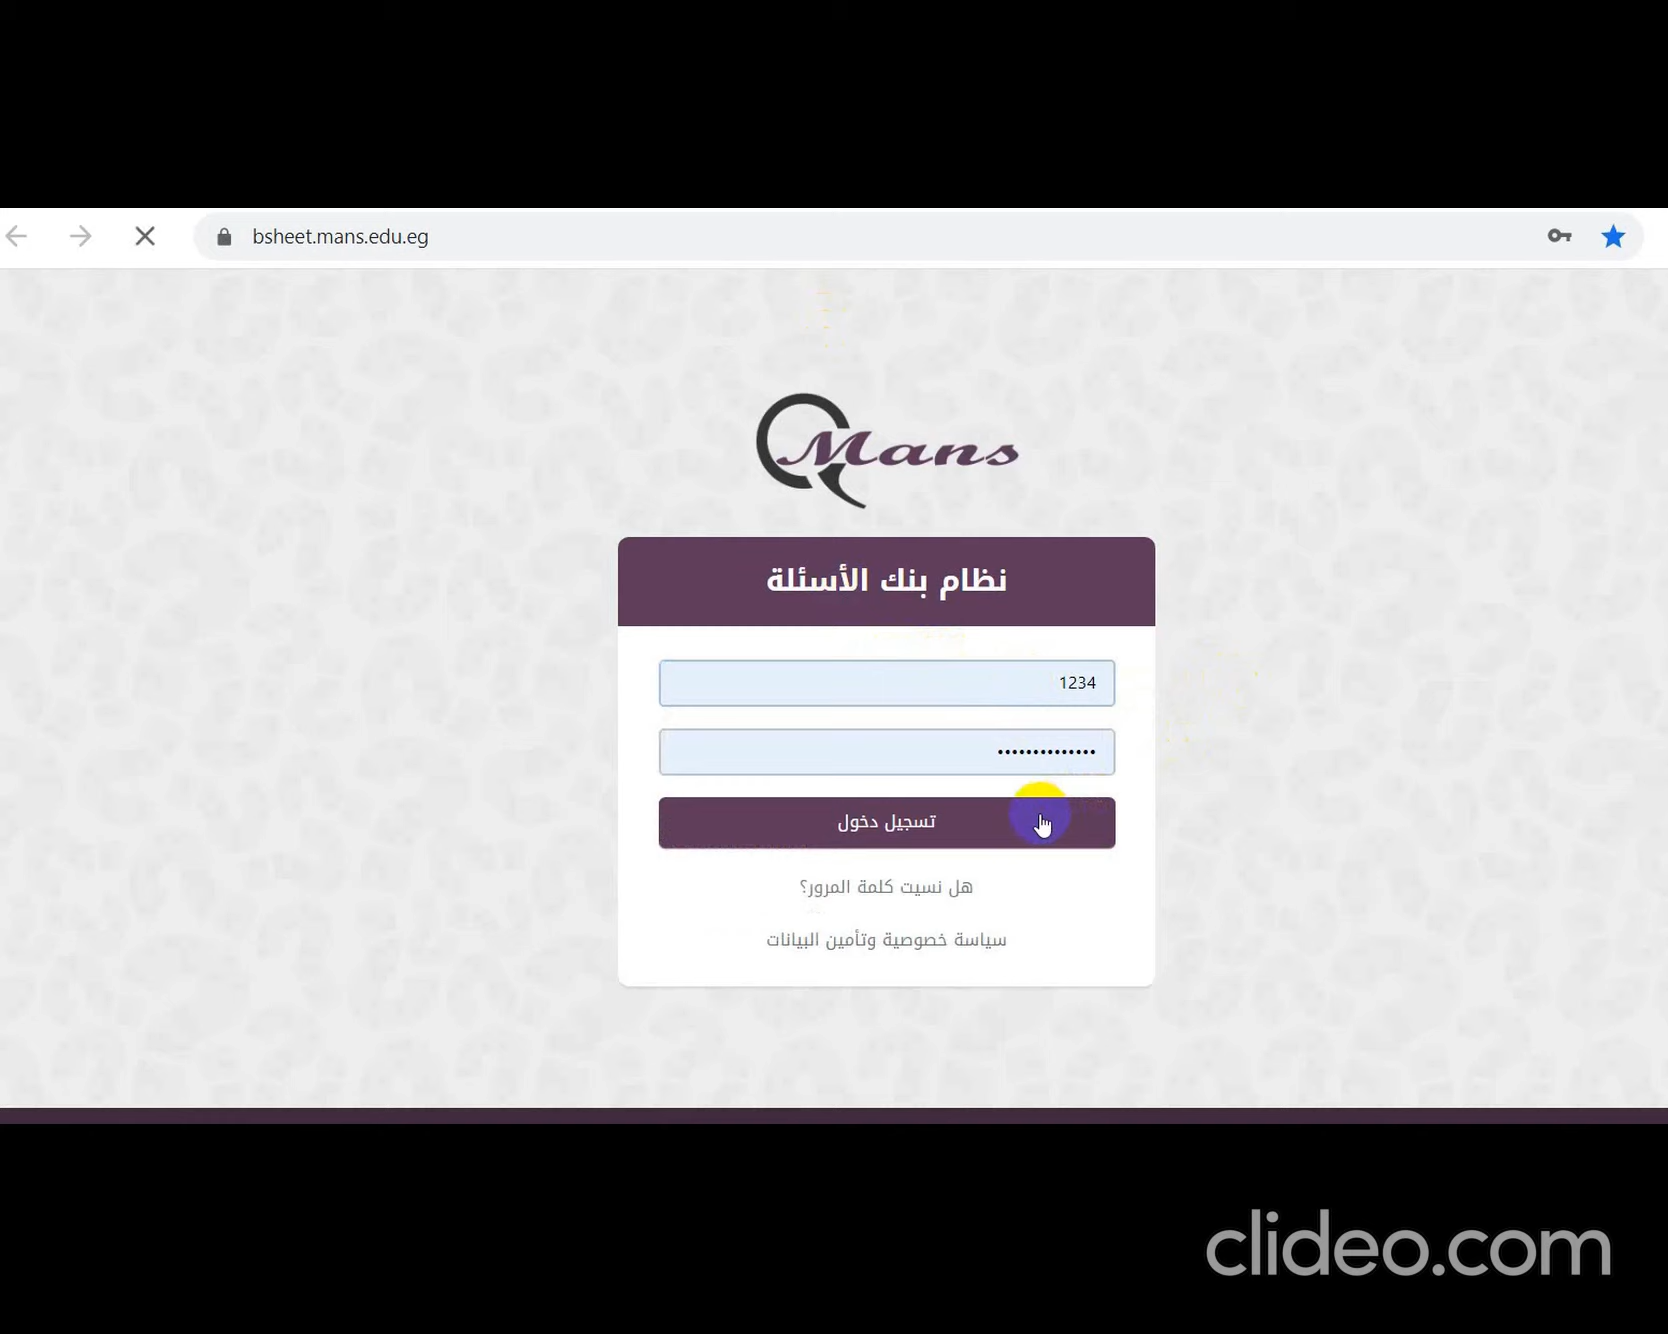 bsheet.mans.edu.eg
QMans
نظام بنك الأسئلة
1234
••••••••••••••
تسجيل دخول
هل نسيت كلمة المرور؟
سياسة خصوصية وتأمين البيانات
clideo.com